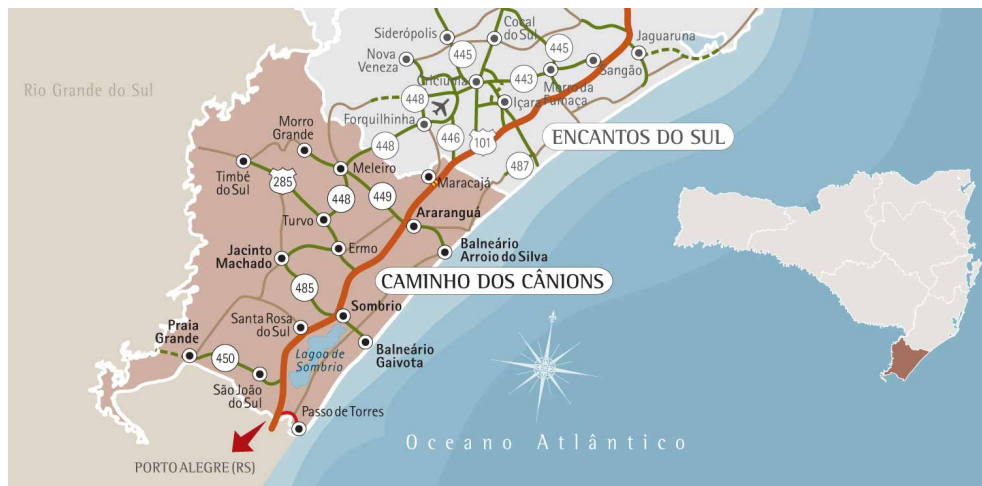 Cocal
do Sul
Siderópolis
Jaguaruna
445
445
Nova
Veneza
Sangão
Criciúma
443
Morro da
Fumaça
Rio Grande do Sul
448
Içara
Forquilhinha
Morro
Grande
448
446
101
ENCANTOS DO SUL
487
Timbé
do Sul
Meleiro
285
448
449
Maracajá
Turvo
Araranguá
Jacinto
Machado
Ermo
Balneário
Arroio do Silva
485
CAMINHO DOS CÂNIONS
Santa Rosa
do Sul
Sombrio
Praia
Grande
450
Lagoa de
Sombrio
Balneário
Gaivota
São João
do Sul
Passo de Torres
Oceano Atlântico
PORTO ALEGRE (RS)